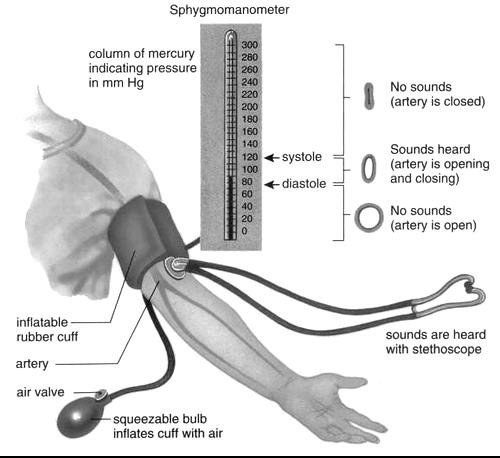 Sphygmomanometer
column of mercury
indicating pressure
in mm Hg
300
280
260
240
220
200
180
160
140
120
100
80
60
40
20
0
systole
diastole
No sounds
(artery is closed)
Sounds heard
(artery is opening
and closing)
No sounds
(artery is open)
inflatable
rubber cuff
artery
air valve
squeezable bulb
inflates cuff with air
sounds are heard
with stethoscope